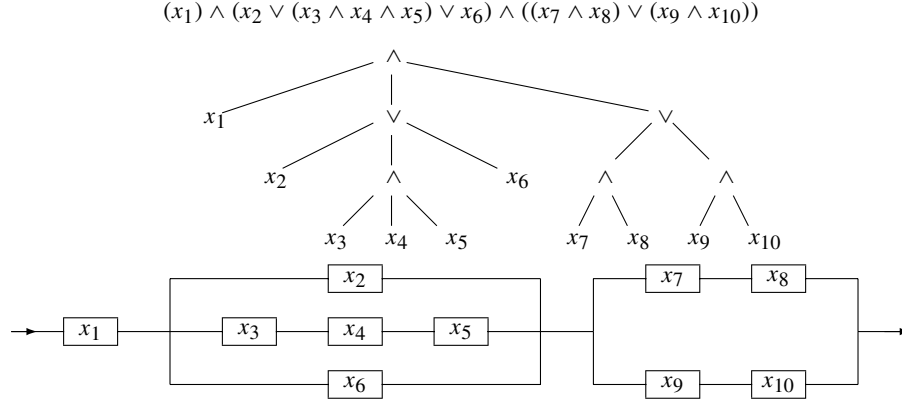 (x₁) ∧ (x₂ ∨ (x₃ ∧ x₄ ∧ x₅) ∨ x₆) ∧ ((x₇ ∧ x₈) ∨ (x₉ ∧ x₁₀))
∧
x₁ ∨ ∨
x₂ ∧ x₆ ∧ ∧
x₃ x₄ x₅ x₇ x₈ x₉ x₁₀
x₂ x₇ x₈
x₁ x₃ x₄ x₅
x₆ x₉ x₁₀